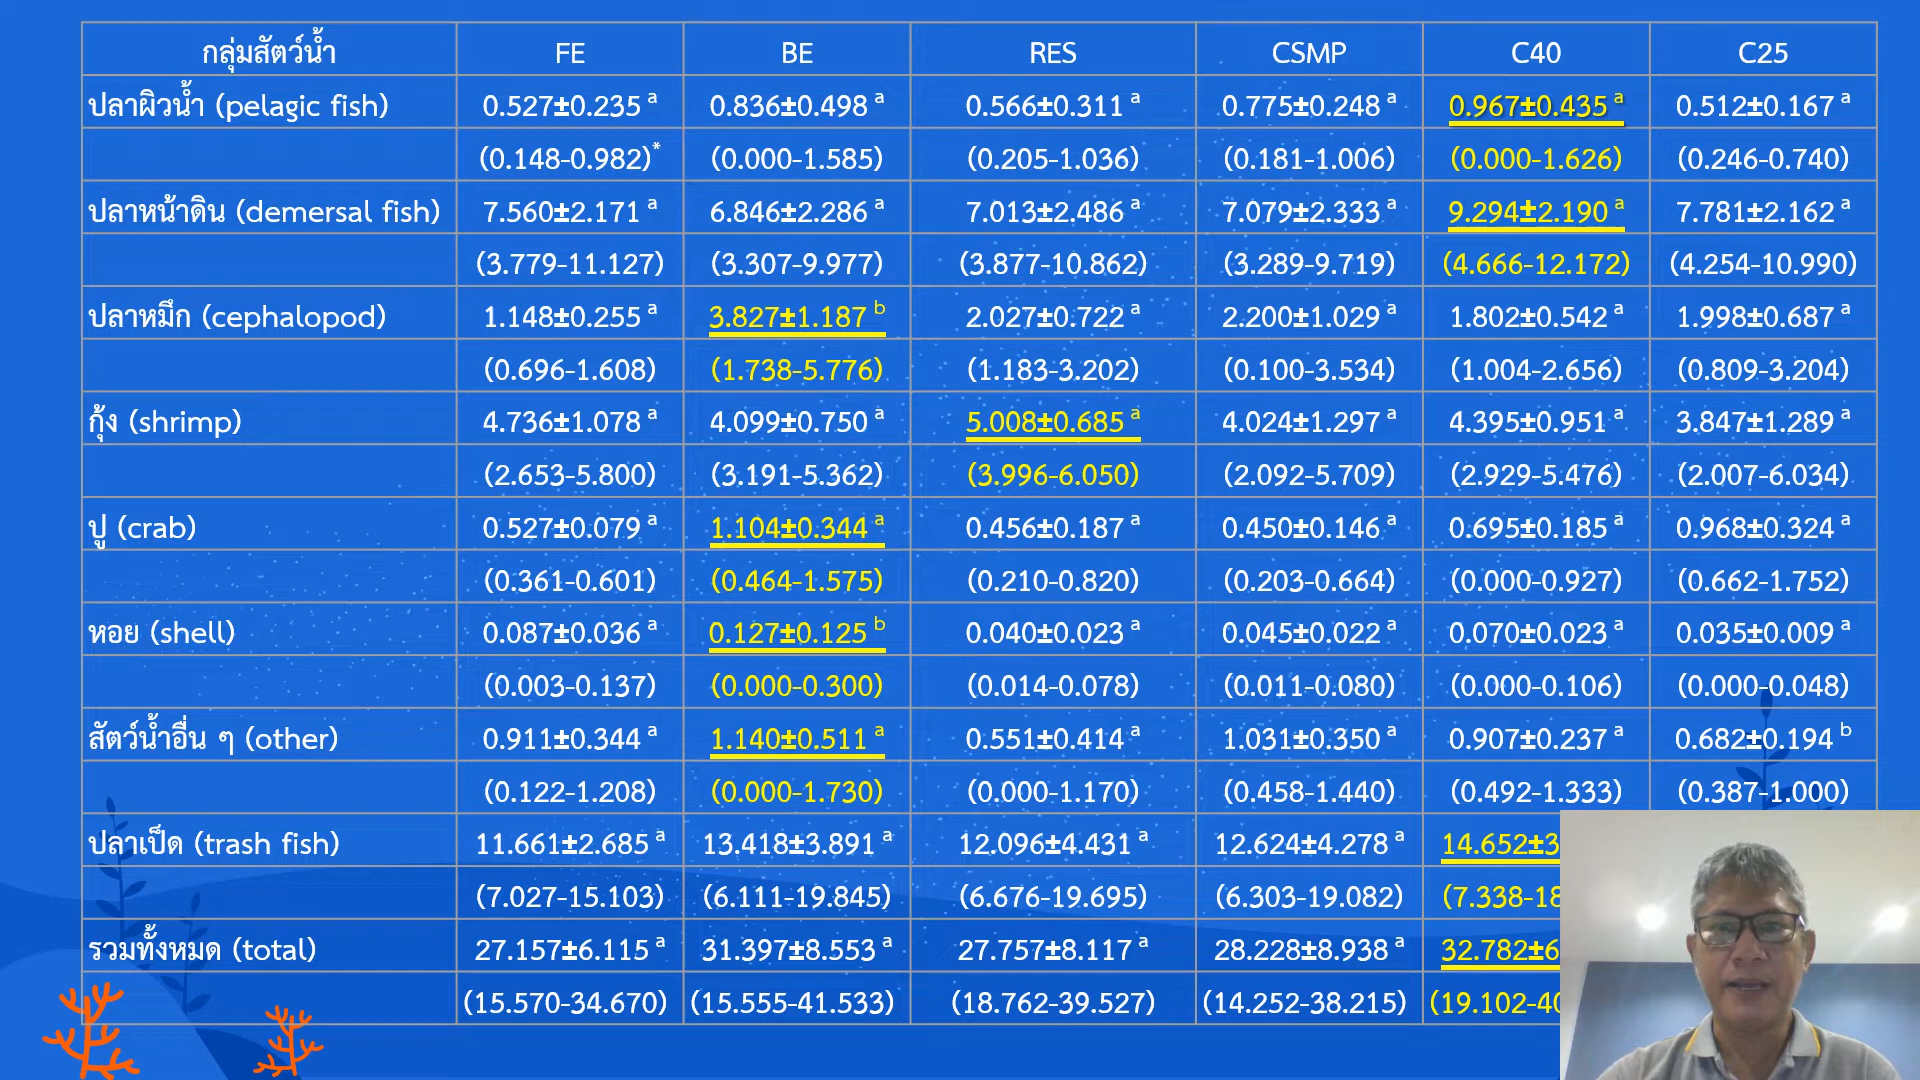 กลุ่มสัตว์น้ำ FE BE RES CSMP C40 C25
ปลาผิวน้ำ (pelagic fish) 0.527±0.235 a 0.836±0.498 a 0.566±0.311 a 0.775±0.248 a 0.967±0.435 a 0.512±0.167 a
(0.148-0.982)* (0.000-1.585) (0.205-1.036) (0.181-1.006) (0.000-1.626) (0.246-0.740)
ปลาหน้าดิน (demersal fish) 7.560±2.171 a 6.846±2.286 a 7.013±2.486 a 7.079±2.333 a 9.294±2.190 a 7.781±2.162 a
(3.779-11.127) (3.307-9.977) (3.877-10.862) (3.289-9.719) (4.666-12.172) (4.254-10.990)
ปลาหมึก (cephalopod) 1.148±0.255 a 3.827±1.187 b 2.027±0.722 a 2.200±1.029 a 1.802±0.542 a 1.998±0.687 a
(0.696-1.608) (1.738-5.776) (1.183-3.202) (0.100-3.534) (1.004-2.656) (0.809-3.204)
กุ้ง (shrimp) 4.736±1.078 a 4.099±0.750 a 5.008±0.685 a 4.024±1.297 a 4.395±0.951 a 3.847±1.289 a
(2.653-5.800) (3.191-5.362) (3.996-6.050) (2.092-5.709) (2.929-5.476) (2.007-6.034)
ปู (crab) 0.527±0.079 a 1.104±0.344 a 0.456±0.187 a 0.450±0.146 a 0.695±0.185 a 0.968±0.324 a
(0.361-0.601) (0.464-1.575) (0.210-0.820) (0.203-0.664) (0.000-0.927) (0.662-1.752)
หอย (shell) 0.087±0.036 a 0.127±0.125 b 0.040±0.023 a 0.045±0.022 a 0.070±0.023 a 0.035±0.009 a
(0.003-0.137) (0.000-0.300) (0.014-0.078) (0.011-0.080) (0.000-0.106) (0.000-0.048)
สัตว์น้ำอื่น ๆ (other) 0.911±0.344 a 1.140±0.511 a 0.551±0.414 a 1.031±0.350 a 0.907±0.237 a 0.682±0.194 b
(0.122-1.208) (0.000-1.730) (0.000-1.170) (0.458-1.440) (0.492-1.333) (0.387-1.000)
ปลาเป็ด (trash fish) 11.661±2.685 a 13.418±3.891 a 12.096±4.431 a 12.624±4.278 a 14.652±3
(7.027-15.103) (6.111-19.845) (6.676-19.695) (6.303-19.082) (7.338-18
รวมทั้งหมด (total) 27.157±6.115 a 31.397±8.553 a 27.757±8.117 a 28.228±8.938 a 32.782±6
(15.570-34.670) (15.555-41.533) (18.762-39.527) (14.252-38.215) (19.102-40